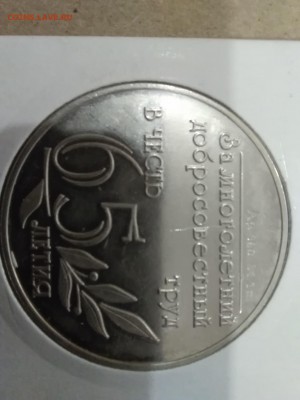 За многолетний
добросовестный
труд
в честь
65
летия